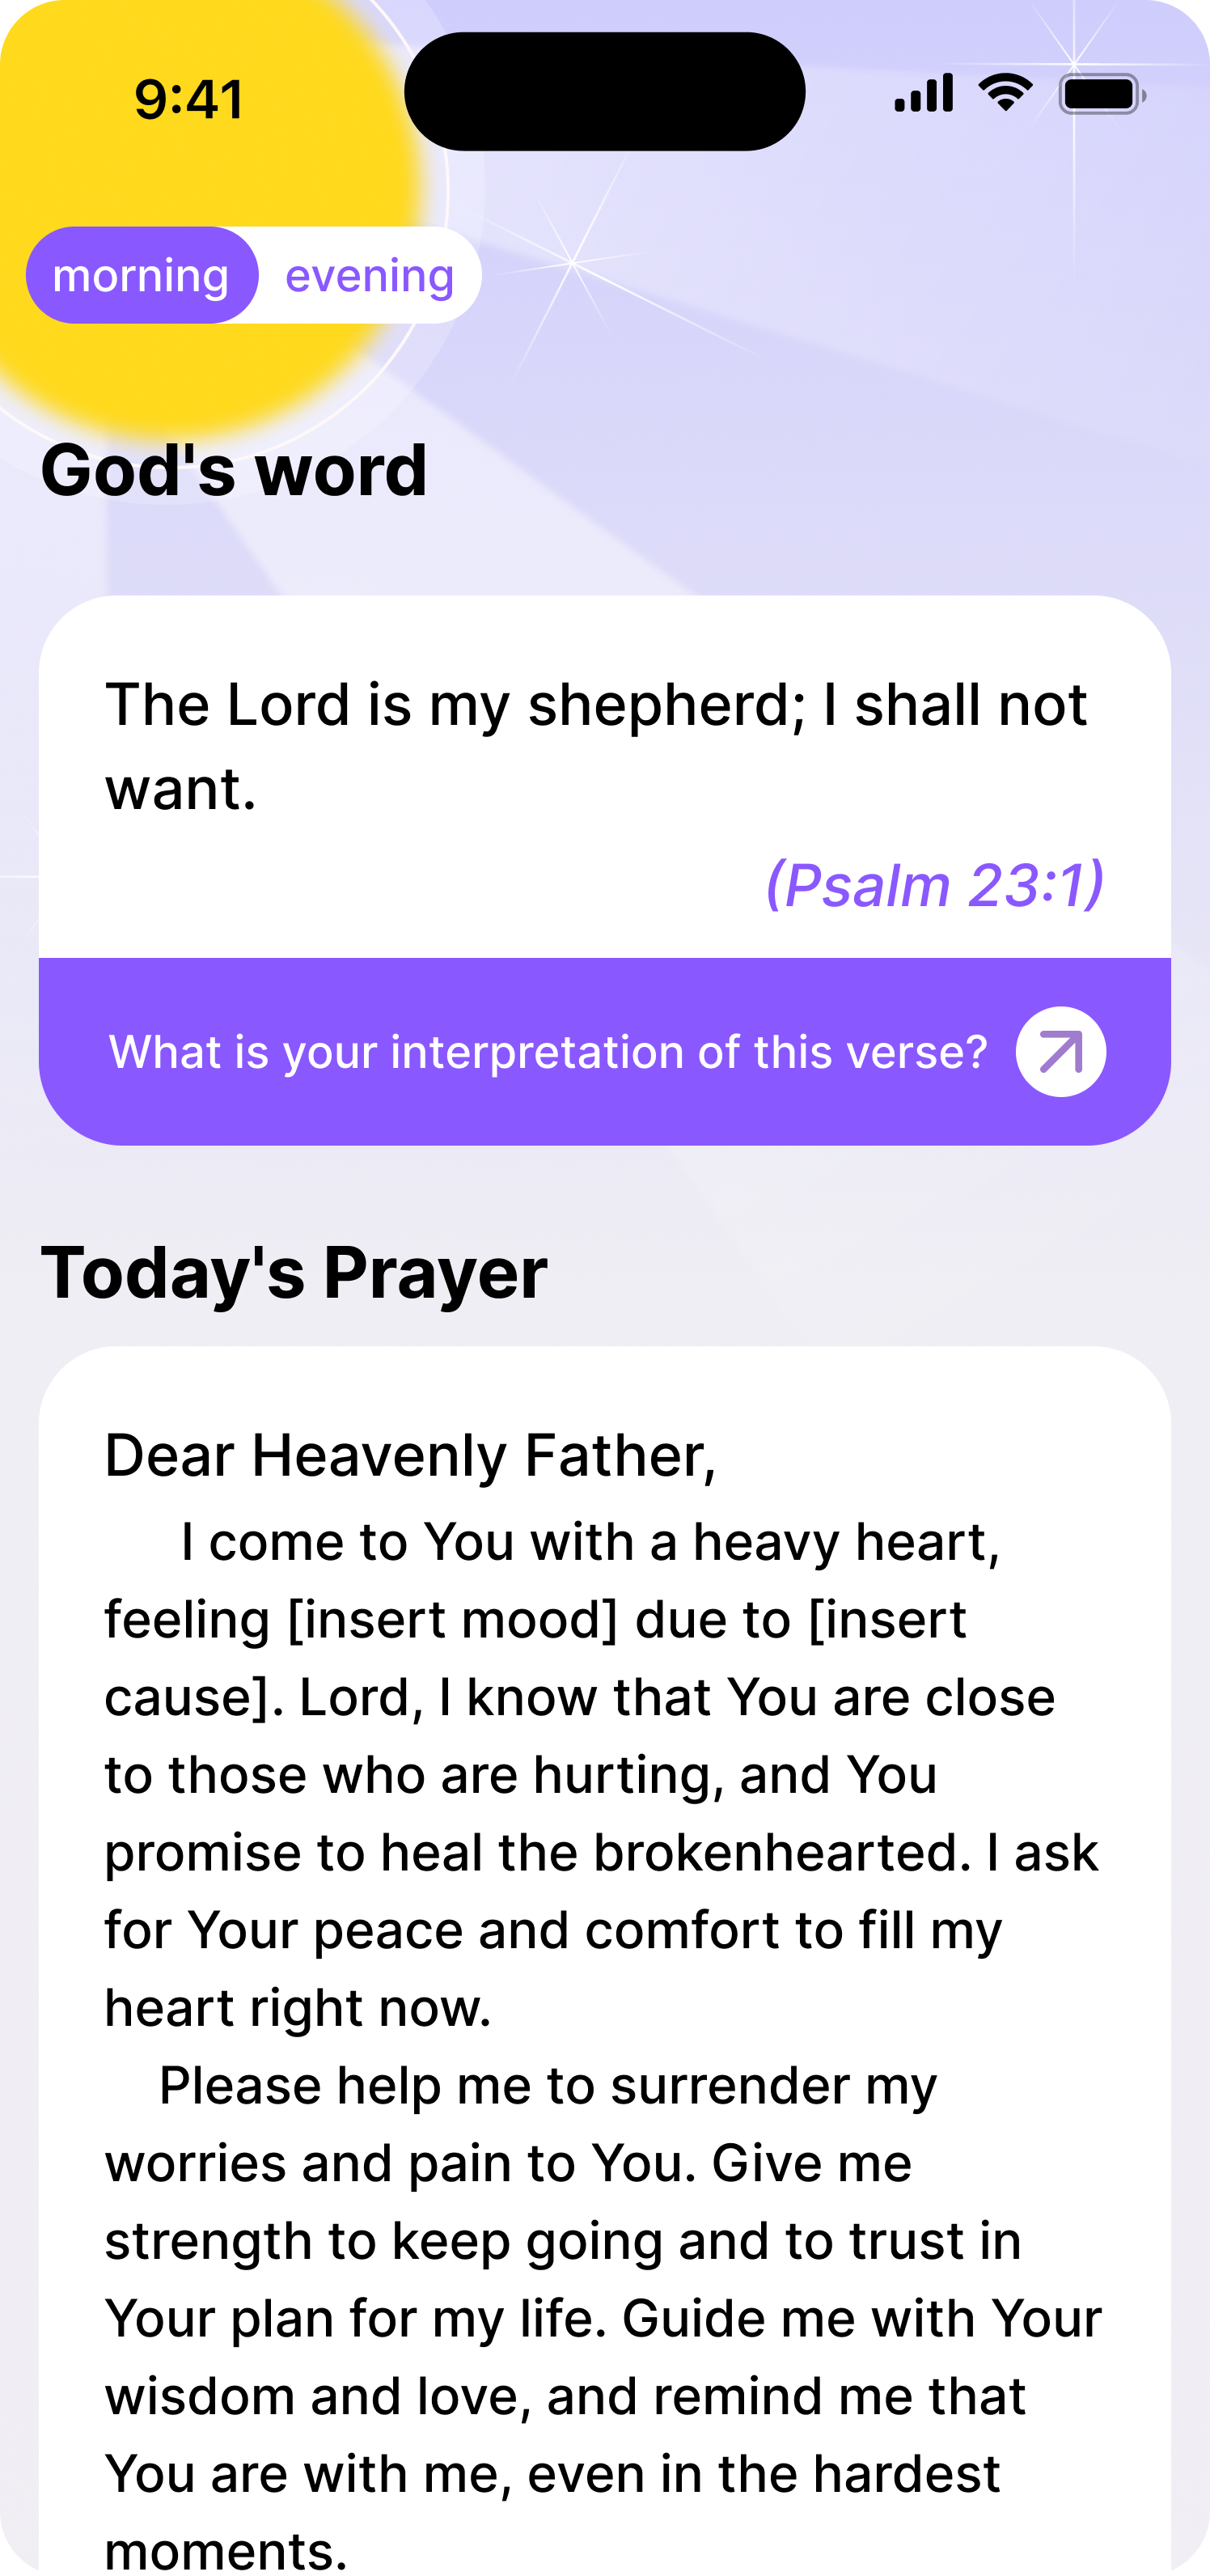 9:41
morning evening
God's word
The Lord is my shepherd; I shall not
want.
(Psalm 23:1)
What is your interpretation of this verse?
Today's Prayer
Dear Heavenly Father,
I come to You with a heavy heart,
feeling [insert mood] due to [insert
cause]. Lord, I know that You are close
to those who are hurting, and You
promise to heal the brokenhearted. I ask
for Your peace and comfort to fill my
heart right now.
Please help me to surrender my
worries and pain to You. Give me
strength to keep going and to trust in
Your plan for my life. Guide me with Your
wisdom and love, and remind me that
You are with me, even in the hardest
moments.